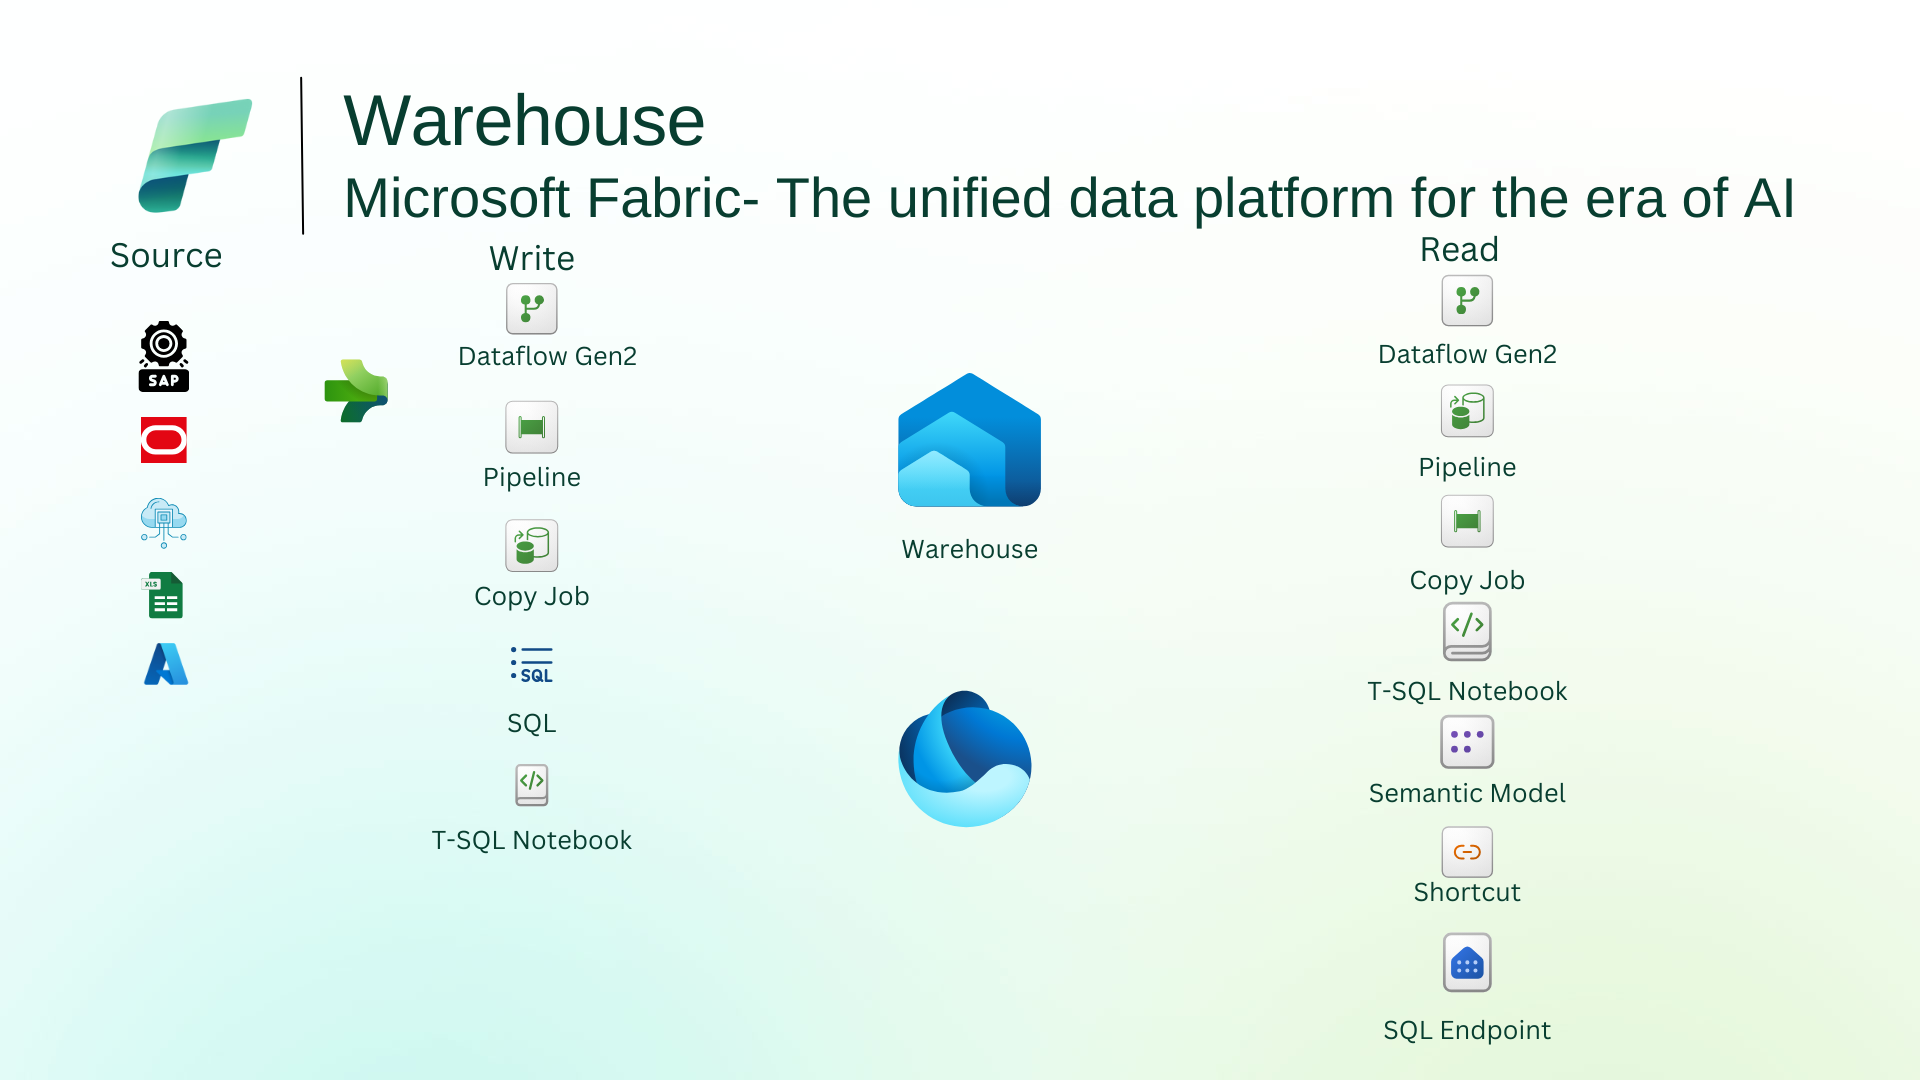 Warehouse
Microsoft Fabric- The unified data platform for the era of AI
Source
SAP
XLS
Write
Dataflow Gen2
Pipeline
Copy Job
SQL
SQL
T-SQL Notebook
Warehouse
Read
Dataflow Gen2
Pipeline
Copy Job
T-SQL Notebook
Semantic Model
Shortcut
SQL Endpoint